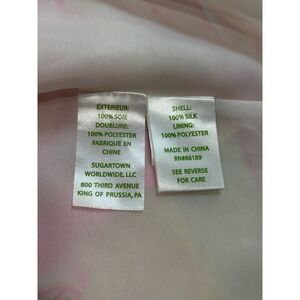 EXTERIEUR:
100% SOIE
DOUBLURE:
100% POLYESTER
FABRIQUE EN
CHINE
SUGARTOWN
WORLDWIDE, LLC
800 THIRD AVENUE
KING OF PRUSSIA, PA
SHELL:
100% SILK
LINING:
100% POLYESTER
MADE IN CHINA
RN#88189
SEE REVERSE
FOR CARE